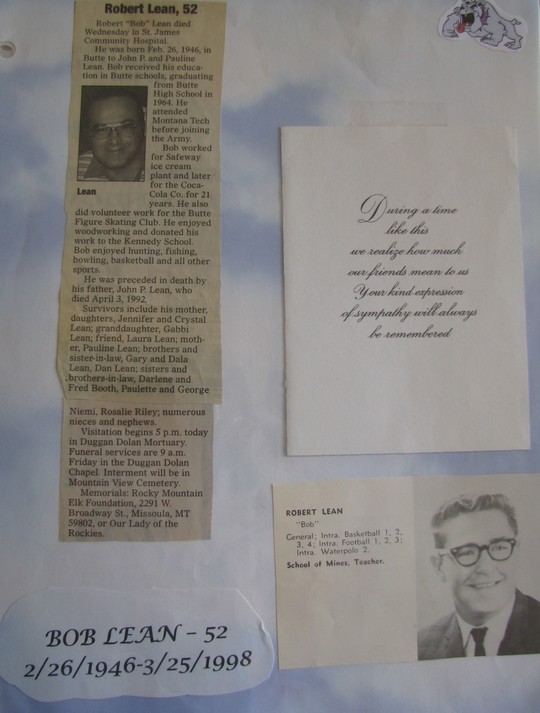 Robert Lean, 52
Robert "Bob" Lean died
Wednesday in St. James
Community Hospital.
He was born Feb. 26, 1946, in
Butte to John P. and Pauline
Lean. Bob received his educa-
tion in Butte schools, graduating
from Butte
High School in
1964. He
attended
Montana Tech
before joining
the Army.
Bob worked
for Safeway
ice cream
plant and later
for the Coca-
Cola Co. for 21
years. He also
Lean
did volunteer work for the Butte
Figure Skating Club. He enjoyed
woodworking and donated his
work to the Kennedy School.
Bob enjoyed hunting, fishing,
bowling, basketball and all other
sports.
He was preceded in death by
his father, John P. Lean, who
died April 3, 1992.
Survivors include his mother,
daughters, Jennifer and Crystal
Lean; granddaughter, Gabbi
Lean; friend, Laura Lean; moth-
er, Pauline Lean; brothers and
sister-in-law, Gary and Dala
Lean, Dan Lean; sisters and
brothers-in-law, Darlene and
Fred Booth, Paulette and George
Niemi, Rosalie Riley; numerous
nieces and nephews.
Visitation begins 5 p.m. today
in Duggan Dolan Mortuary.
Funeral services are 9 a.m.
Friday in the Duggan Dolan
Chapel. Interment will be in
Mountain View Cemetery.
Memorials: Rocky Mountain
Elk Foundation, 2291 W.
Broadway St., Missoula, MT
59802, or Our Lady of the
Rockies.
During a time
like this
we realize how much
our friends mean to us
Your kind expression
of sympathy will always
be remembered
ROBERT LEAN
"Bob"
General; Intra. Basketball 1, 2,
3, 4; Intra. Football 1, 2, 3;
Intra. Waterpolo 2.
School of Mines, Teacher.
BOB LEAN – 52
2/26/1946-3/25/1998